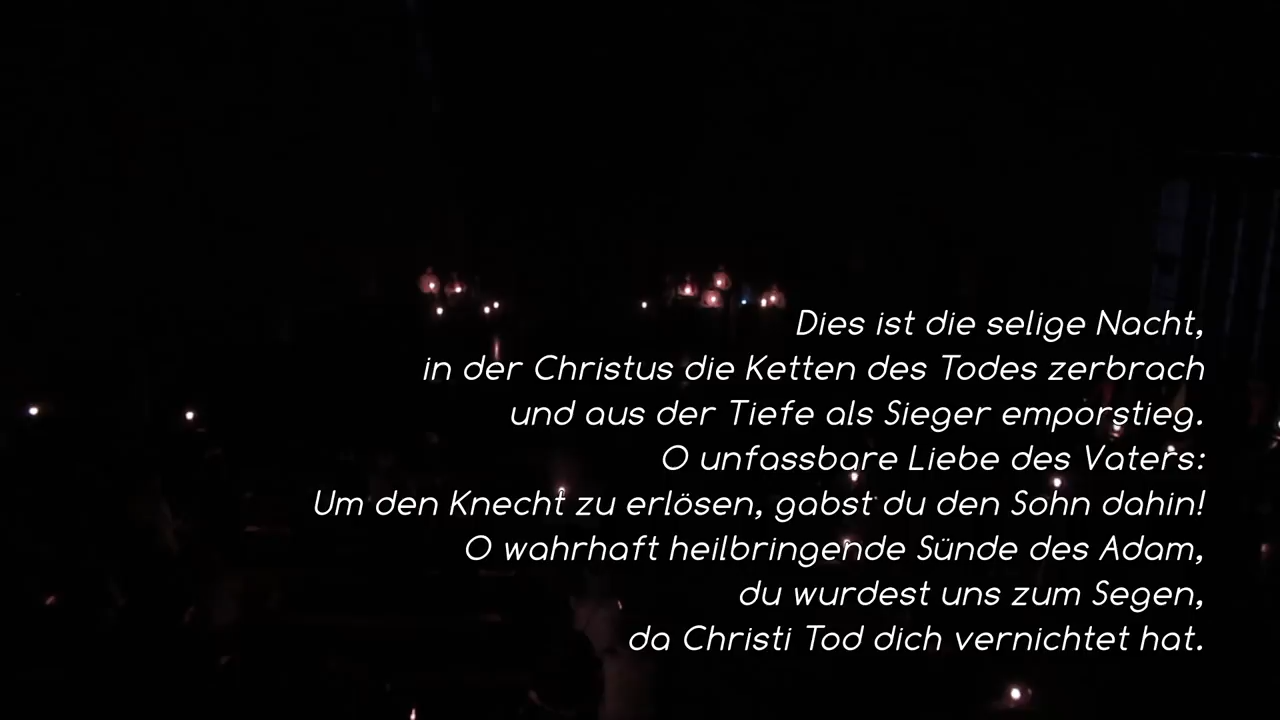 Dies ist die selige Nacht,
in der Christus die Ketten des Todes zerbrach
und aus der Tiefe als Sieger emporstieg.
O unfassbare Liebe des Vaters:
Um den Knecht zu erlösen, gabst du den Sohn dahin!
O wahrhaft heilbringende Sünde des Adam,
du wurdest uns zum Segen,
da Christi Tod dich vernichtet hat.